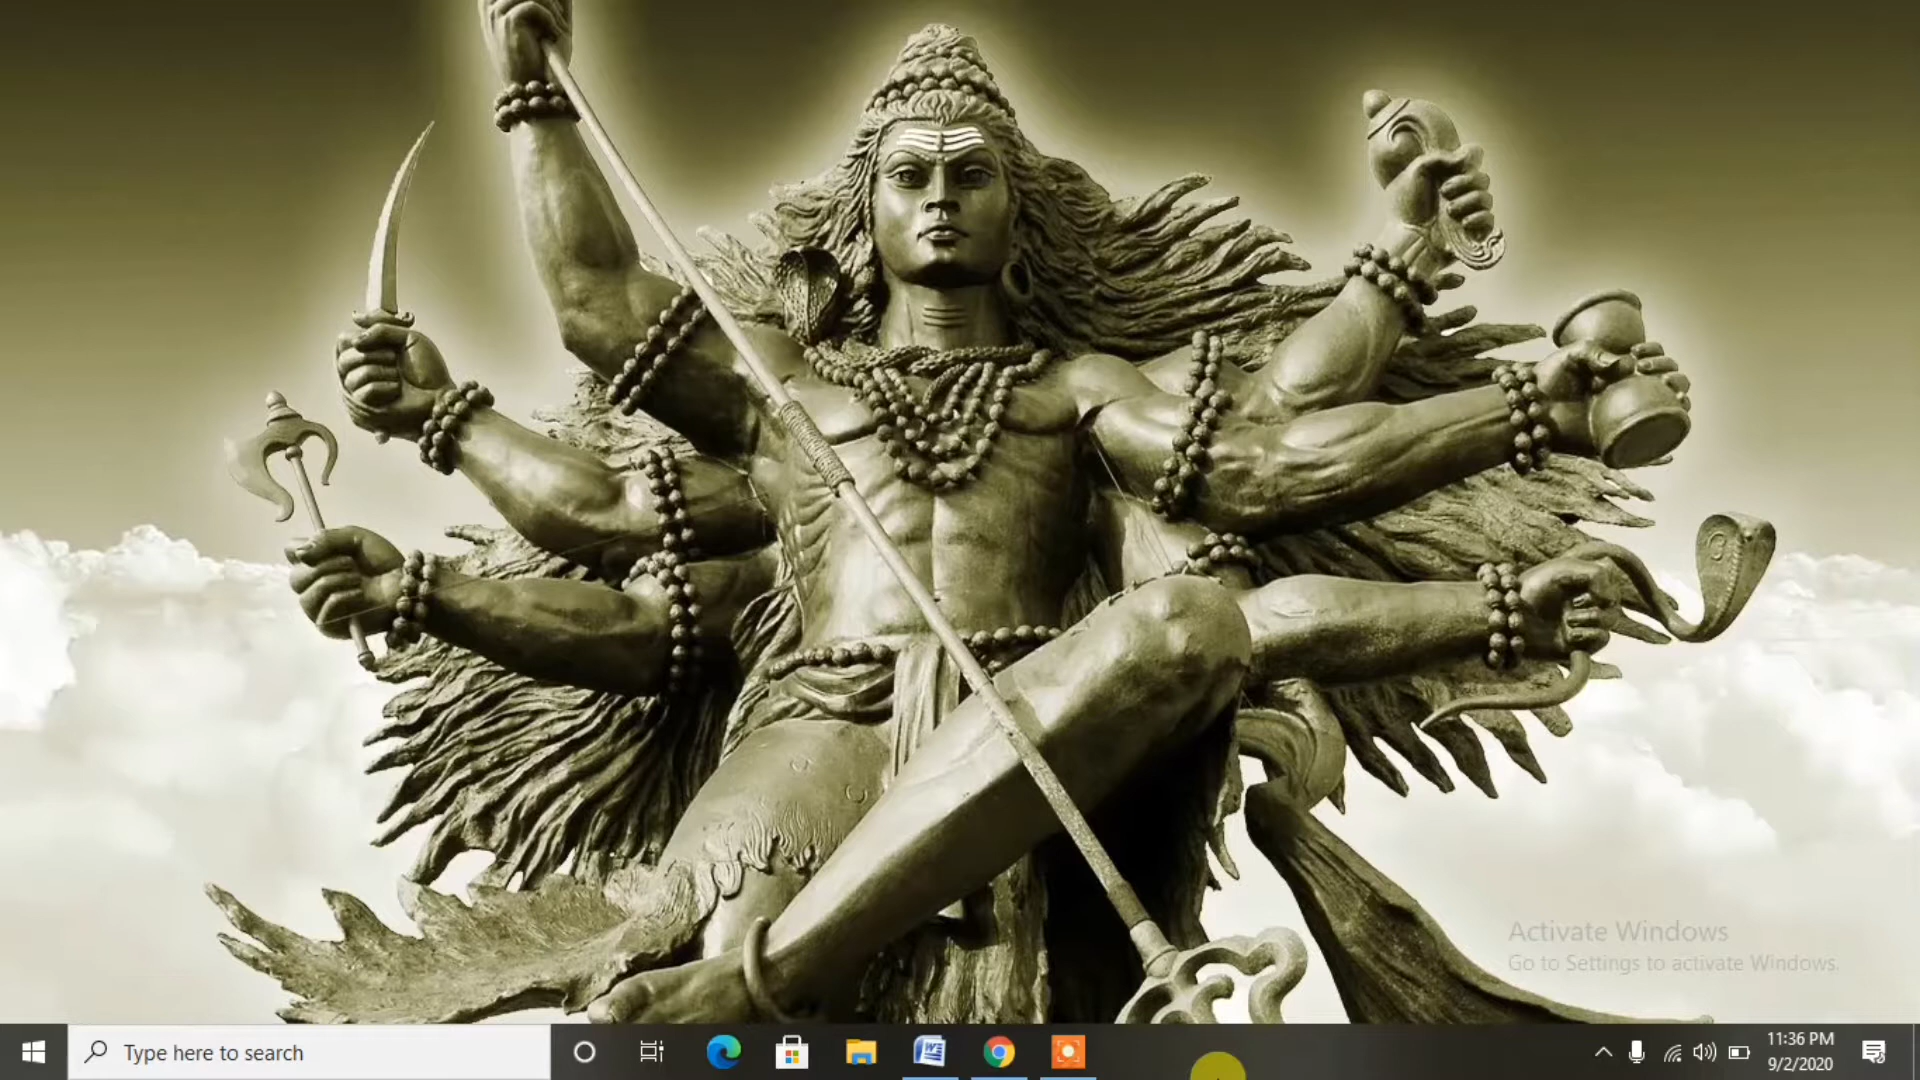 Activate Windows
Go to Settings to activate Windows.
Type here to search
11:36 PM
9/2/2020